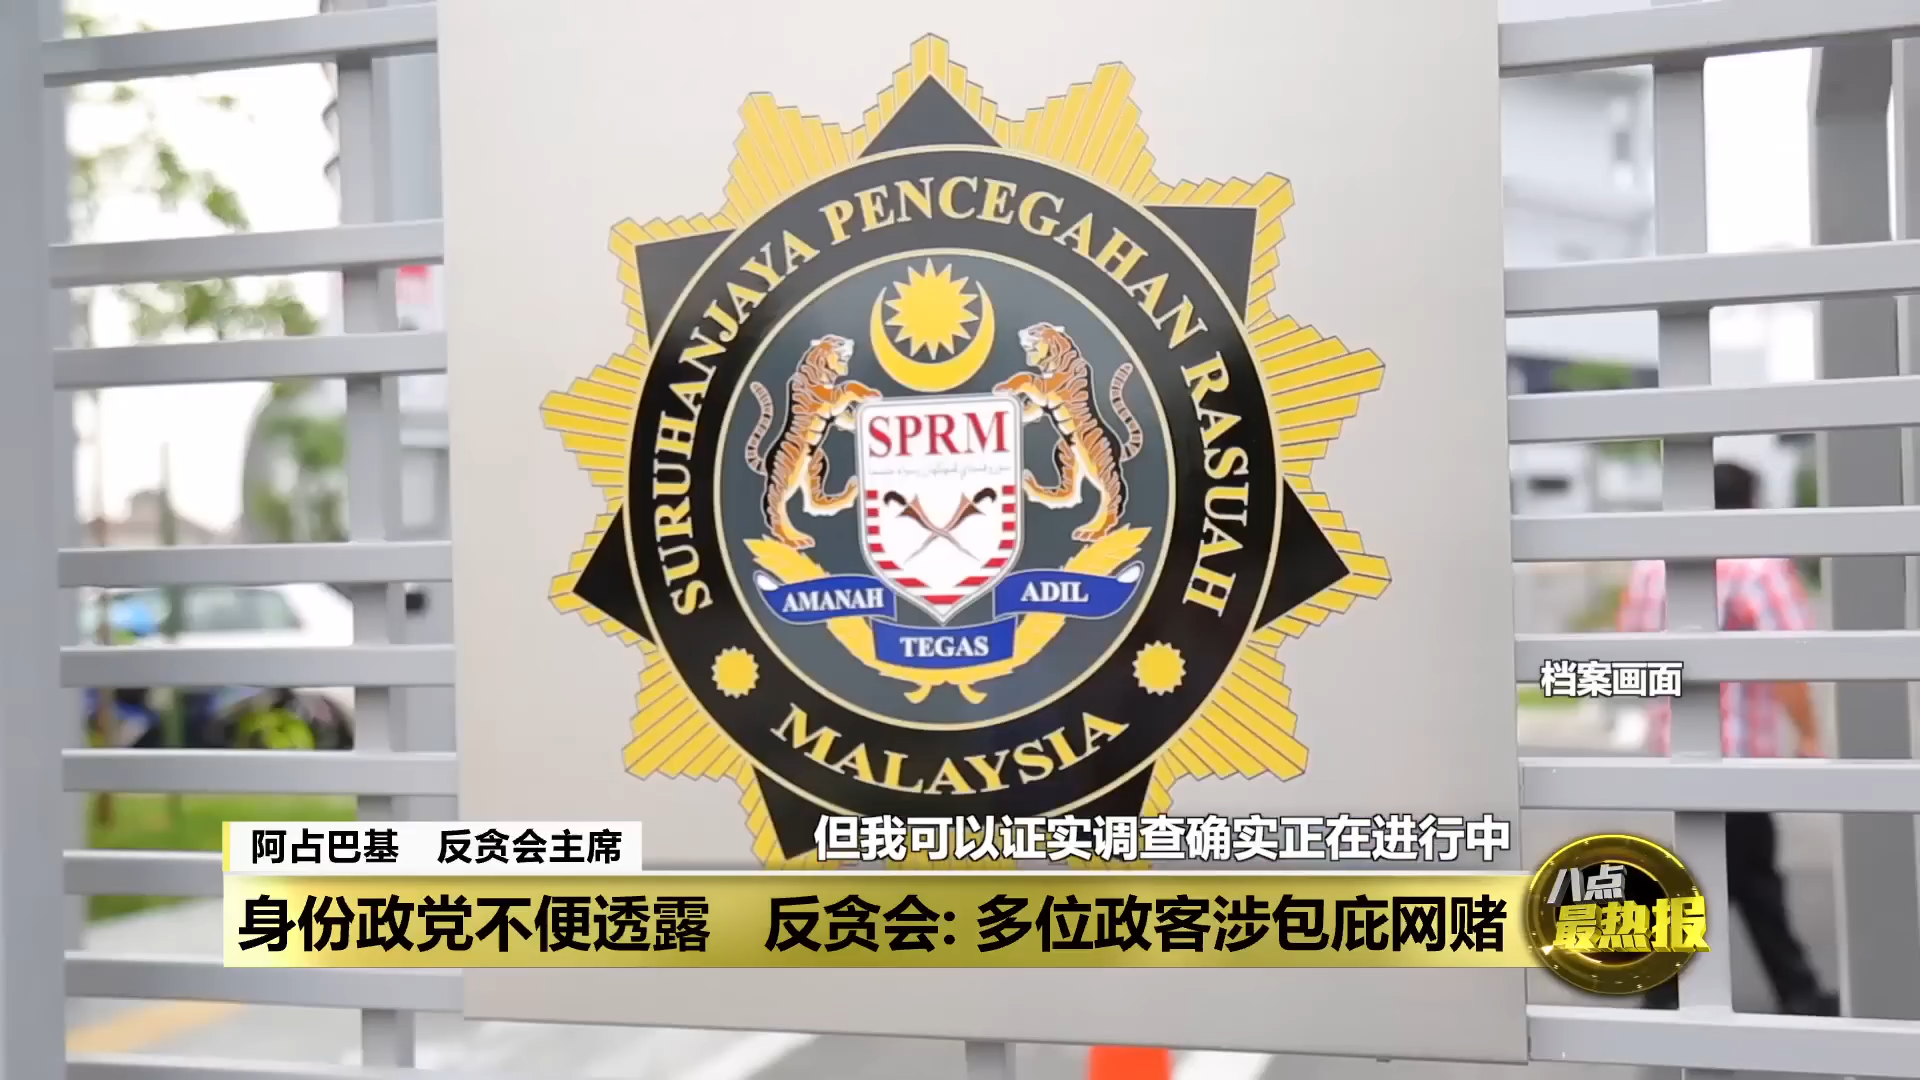 SURUHANJAYA PENCEGAHAN RASUAH
SPRM
AMANAH
ADIL
TEGAS
MALAYSIA
档案画面
但我可以证实调查确实正在进行中
阿占巴基 反贪会主席
身份政党不便透露 反贪会: 多位政客涉包庇网赌
八点
最热报